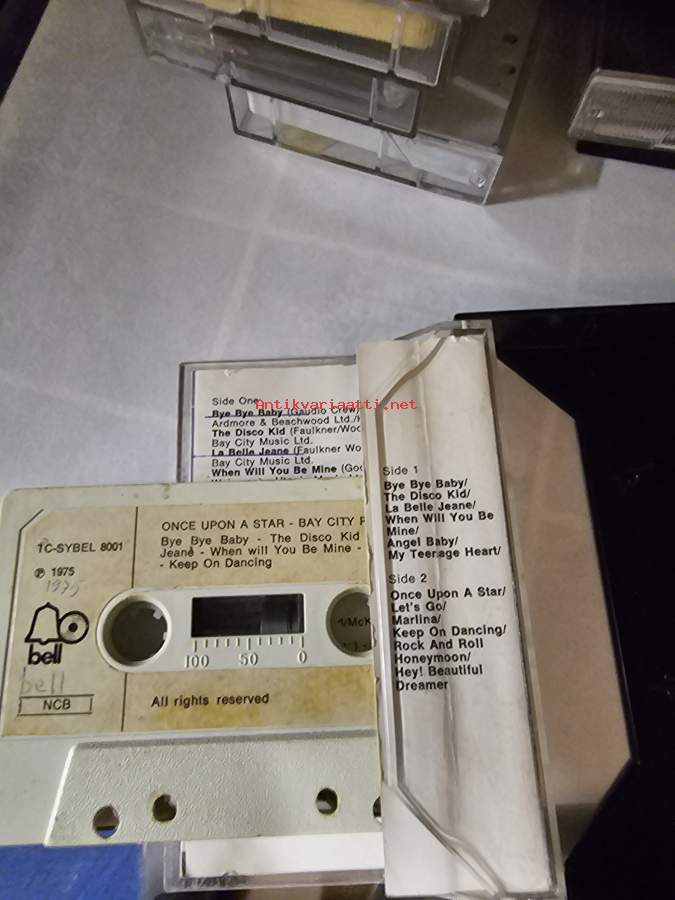 Side One
Antikvariaatti.net
Bye Bye Baby (Gaudio Crew)
Ardmore & Beachwood Ltd./
The Disco Kid (Faulkner/Woo
Bay City Music Ltd.
La Belle Jeane (Faulkner Wo
Bay City Music Ltd.
When Will You Be Mine (Goo
Side 1
Bye Bye Baby/
The Disco Kid/
La Belle Jeane/
When Will You Be
Mine/
Angel Baby/
My Teenage Heart/
Side 2
Once Upon A Star/
Let's Go/
Marlina/
Keep On Dancing/
Rock And Roll
Honeymoon/
Hey! Beautiful
Dreamer
TC-SYBEL 8001
℗ 1975
1975
bell
bell
NCB
ONCE UPON A STAR - BAY CITY
Bye Bye Baby - The Disco Kid
Jeane - When will You Be Mine -
- Keep On Dancing
/McK
100 50 0
All rights reserved